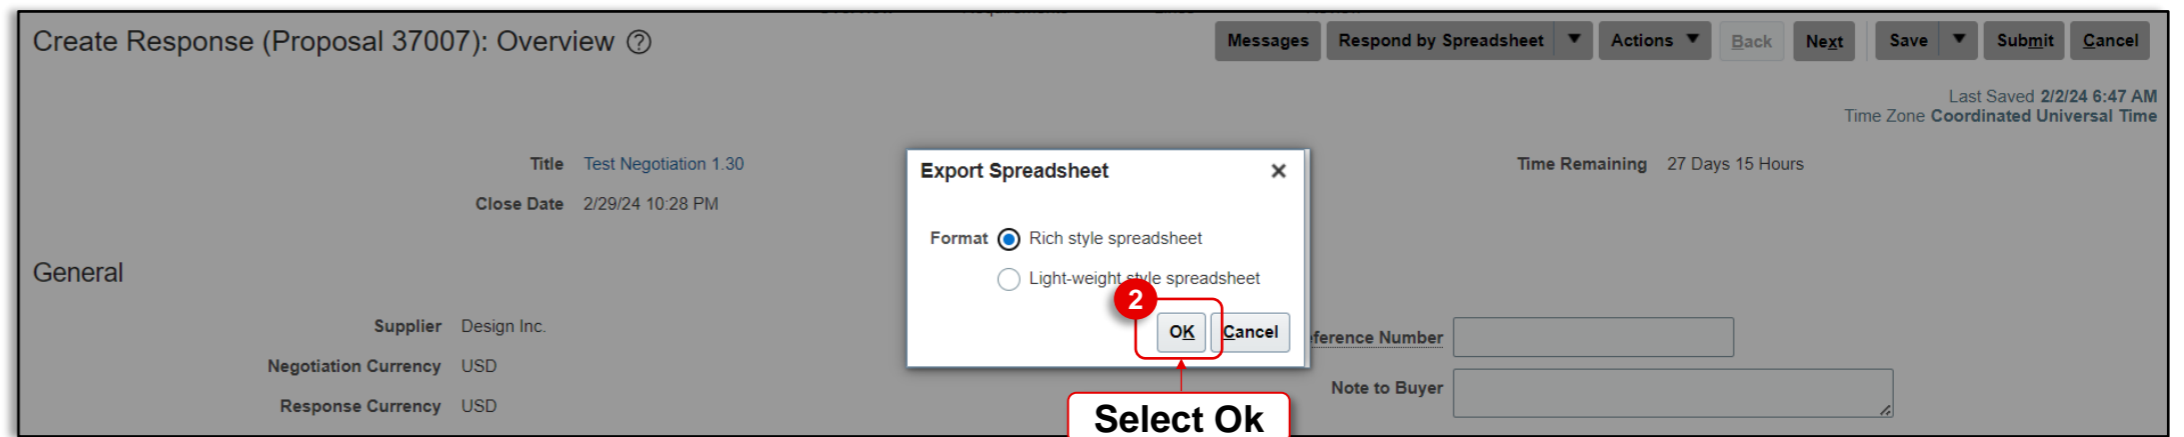 Create Response (Proposal 37007): Overview ?
Messages Respond by Spreadsheet Actions Back Next Save Submit Cancel
Last Saved 2/2/24 6:47 AM
Time Zone Coordinated Universal Time
Title Test Negotiation 1.30
Close Date 2/29/24 10:28 PM
Time Remaining 27 Days 15 Hours
Export Spreadsheet
Format Rich style spreadsheet
Light-weight style spreadsheet
2
OK Cancel
Select Ok
General
Supplier Design Inc.
Negotiation Currency USD
Response Currency USD
Number
Note to Buyer